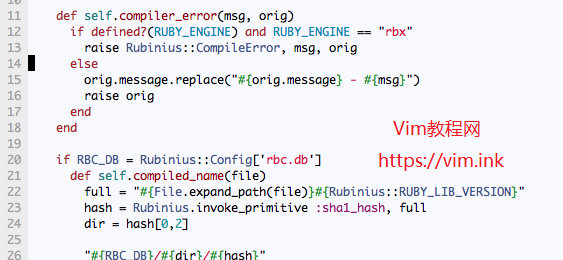 10
11 def self.compiler_error(msg, orig)
12 if defined?(RUBY_ENGINE) and RUBY_ENGINE == "rbx"
13 raise Rubinius::CompileError, msg, orig
14 else
15 orig.message.replace("#{orig.message} - #{msg}")
16 raise orig
17 end
18 end
19
20 if RBC_DB = Rubinius::Config['rbc.db']
21 def self.compiled_name(file)
22 full = "#{File.expand_path(file)}#{Rubinius::RUBY_LIB_VERSION}"
23 hash = Rubinius.invoke_primitive :sha1_hash, full
24 dir = hash[0,2]
25
26 "#{RBC_DB}/#{dir}/#{hash}"
Vim教程网
https://vim.ink